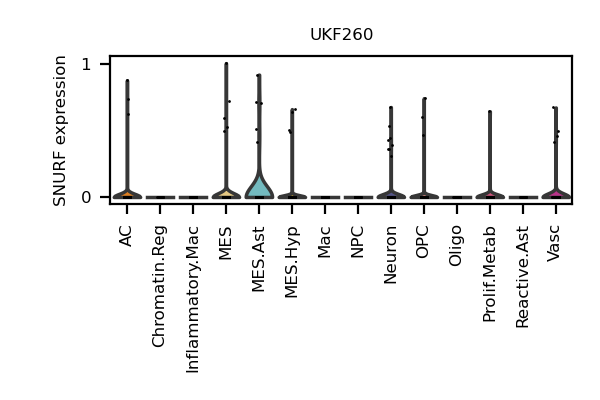 UKF260
SNURF expression
1
0
AC
Chromatin.Reg
Inflammatory.Mac
MES
MES.Ast
MES.Hyp
Mac
NPC
Neuron
OPC
Oligo
Prolif.Metab
Reactive.Ast
Vasc